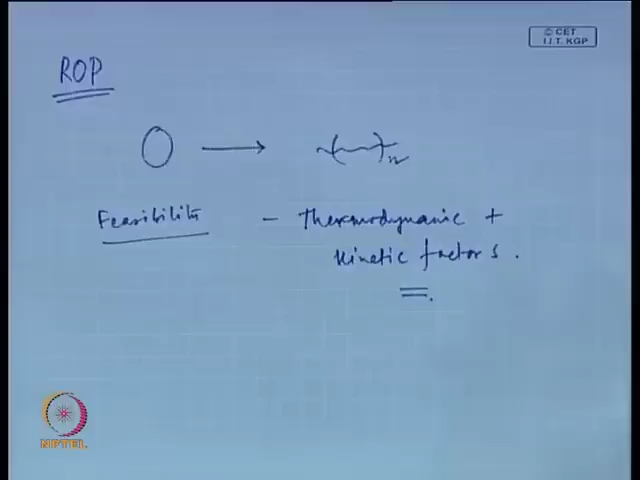 © CET
I.I.T. KGP
ROP
n
Feasibility - Thermodynamic +
kinetic factors.
NPTEL